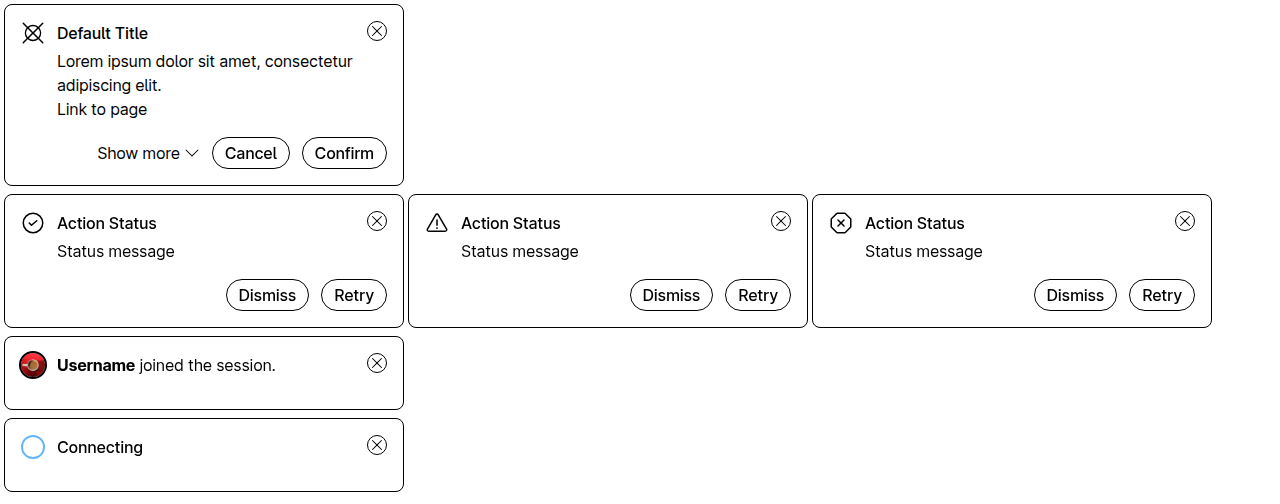 Default Title
Lorem ipsum dolor sit amet, consectetur
adipiscing elit.
Link to page
Show more
Cancel
Confirm
Action Status
Status message
Dismiss
Retry
Action Status
Status message
Dismiss
Retry
Action Status
Status message
Dismiss
Retry
Username joined the session.
Connecting